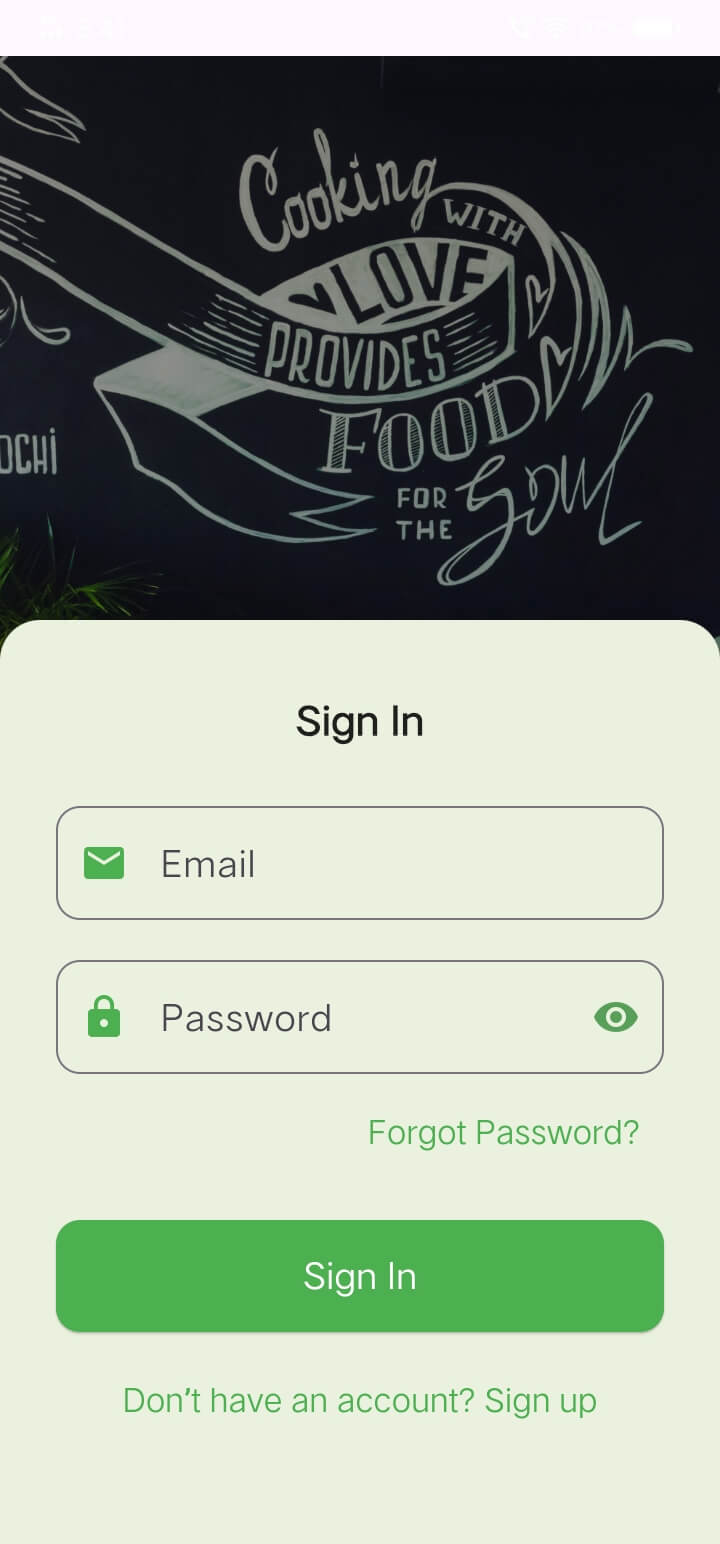 Cooking
WITH
LOVE
PROVIDES
FOOD
OCHI
FOR
THE
Soul
Sign In
Email
Password
Forgot Password?
Sign In
Don't have an account? Sign up